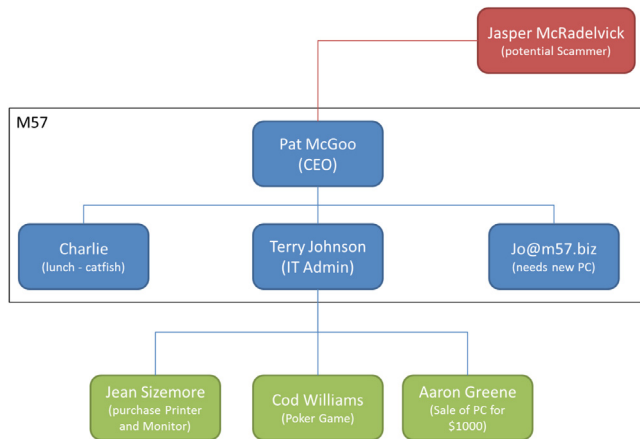 Jasper McRadelvick
(potential Scammer)
M57
Pat McGoo
(CEO)
Charlie
(lunch - catfish)
Terry Johnson
(IT Admin)
Jo@m57.biz
(needs new PC)
Jean Sizemore
(purchase Printer
and Monitor)
Cod Williams
(Poker Game)
Aaron Greene
(Sale of PC for
$1000)